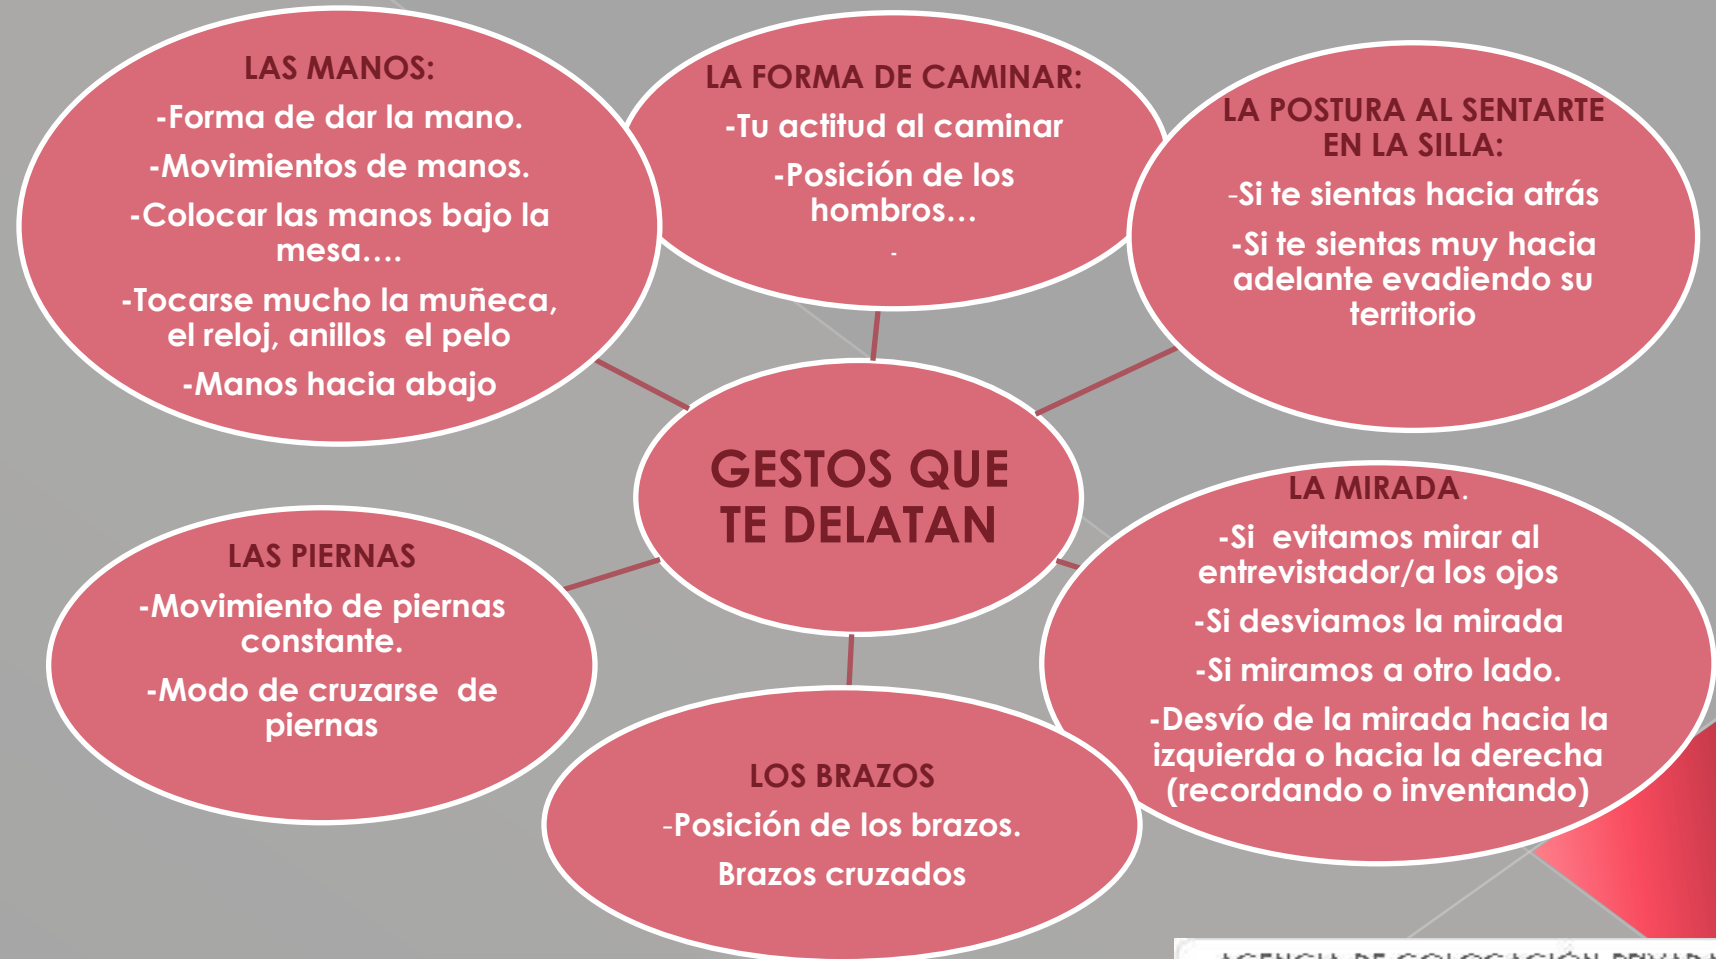 LAS MANOS:
-Forma de dar la mano.
-Movimientos de manos.
-Colocar las manos bajo la
mesa....
-Tocarse mucho la muñeca,
el reloj, anillos  el pelo
-Manos hacia abajo
LA FORMA DE CAMINAR:
-Tu actitud al caminar
-Posición de los
hombros...
-
LA POSTURA AL SENTARTE
EN LA SILLA:
-Si te sientas hacia atrás
-Si te sientas muy hacia
adelante evadiendo su
territorio
GESTOS QUE
TE DELATAN
LA MIRADA.
-Si  evitamos mirar al
entrevistador/a los ojos
-Si desviamos la mirada
-Si miramos a otro lado.
-Desvío de la mirada hacia la
izquierda o hacia la derecha
(recordando o inventando)
LAS PIERNAS
-Movimiento de piernas
constante.
-Modo de cruzarse  de
piernas
LOS BRAZOS
-Posición de los brazos.
Brazos cruzados
AGENCIA DE COLOCACIÓN PRIVADA